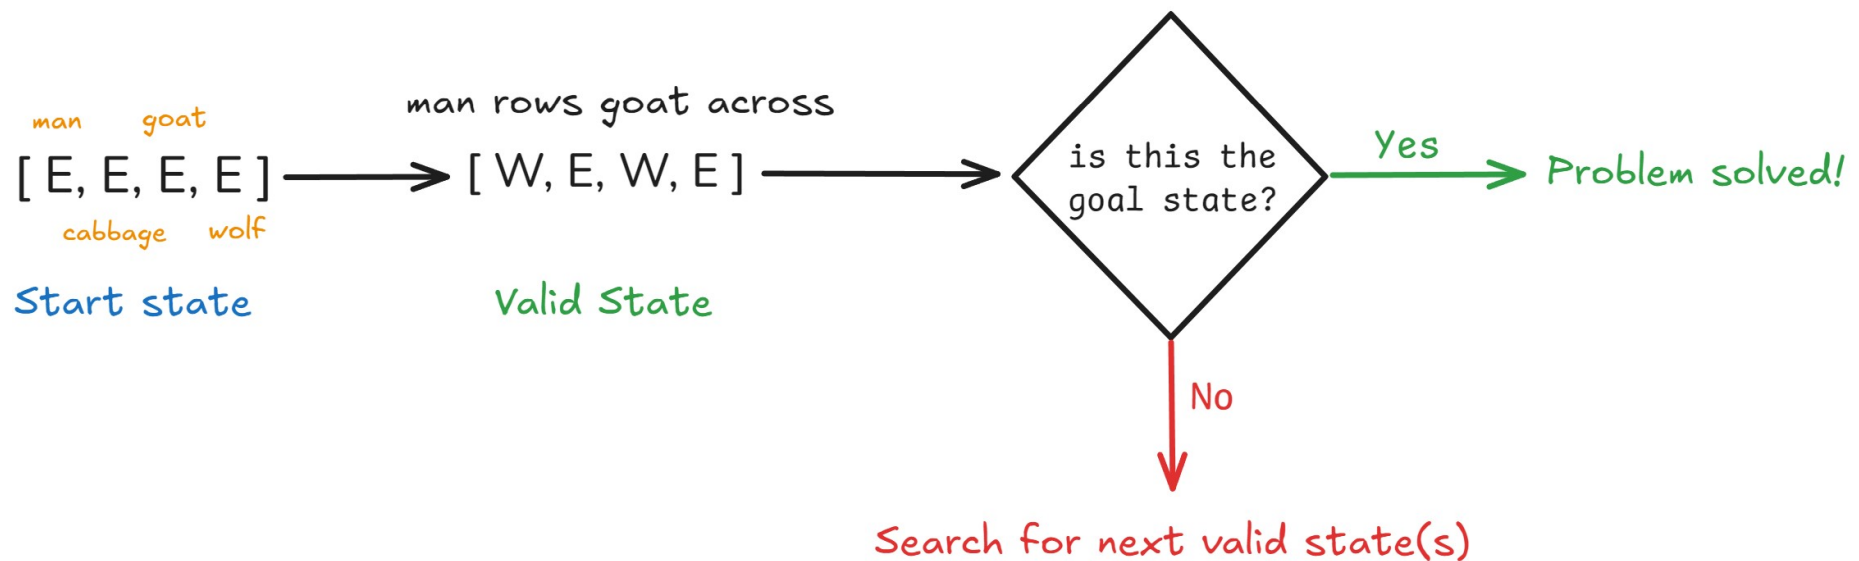 man goat
[ E, E, E, E ]
cabbage wolf
Start state
man rows goat across
[ W, E, W, E ]
Valid State
is this the
goal state?
Yes
Problem solved!
No
Search for next valid state(s)